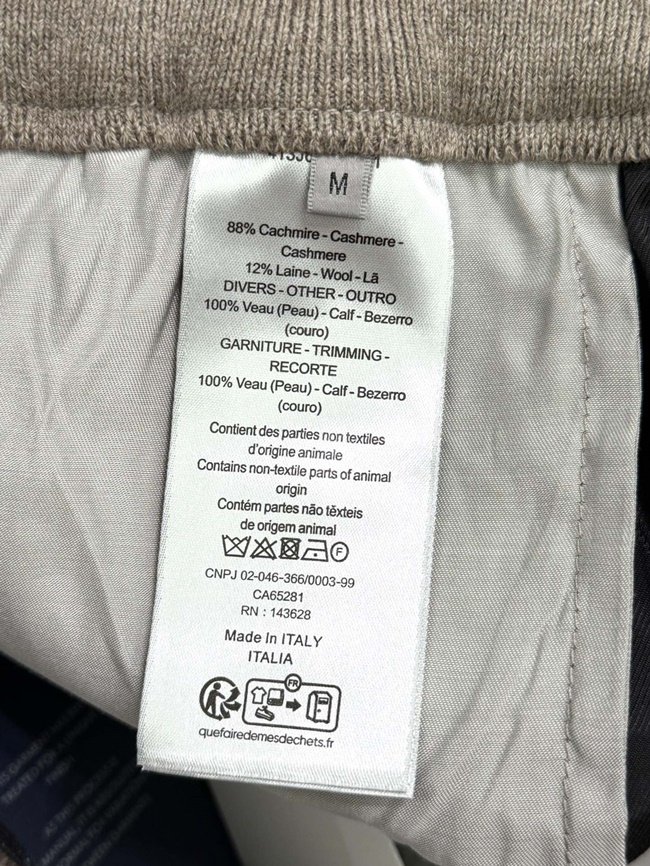 M
88% Cachmire - Cashmere -
Cashmere
12% Laine - Wool - Lã
DIVERS - OTHER - OUTRO
100% Veau (Peau) - Calf - Bezerro
(couro)
GARNITURE - TRIMMING -
RECORTE
100% Veau (Peau) - Calf - Bezerro
(couro)
Contient des parties non textiles
d'origine animale
Contains non-textile parts of animal
origin
Contém partes não têxteis
de origem animal
F
CNPJ 02-046-366/0003-99
CA65281
RN : 143628
Made in ITALY
ITALIA
FR
quefairedemesdechets.fr